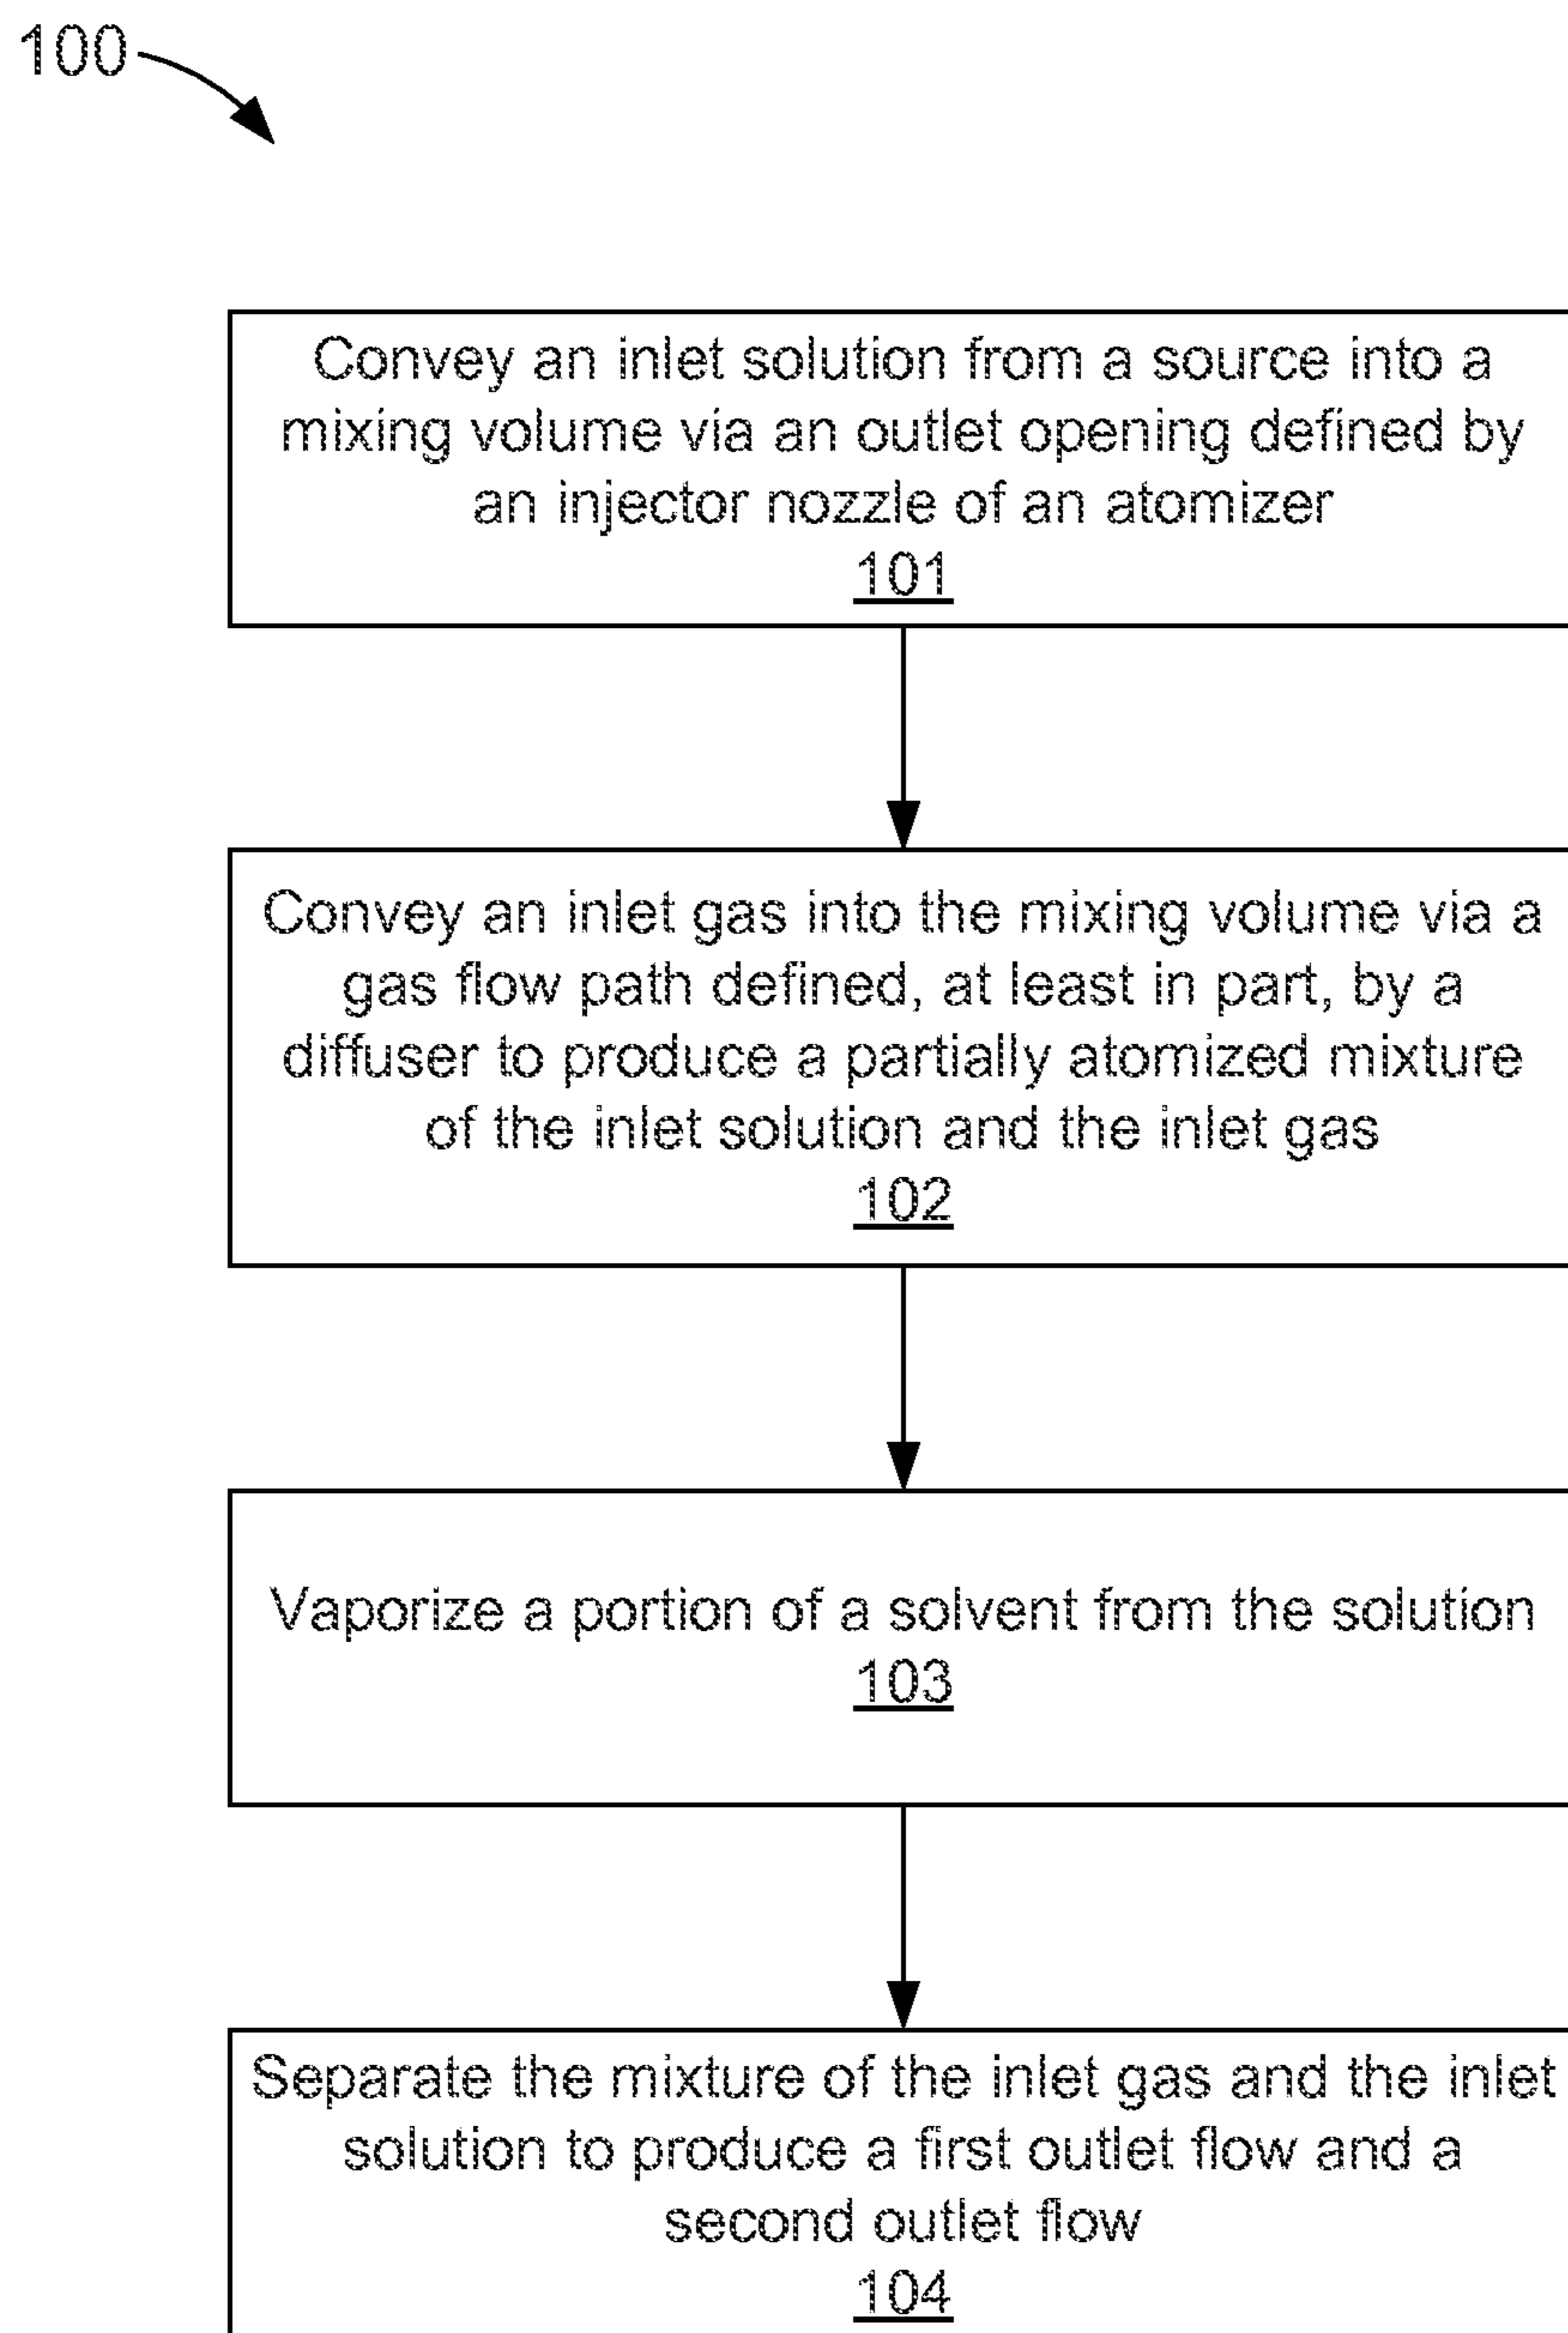 100
Convey an inlet solution from a source into a
mixing volume via an outlet opening defined by
an injector nozzle of an atomizer
101
Convey an inlet gas into the mixing volume via a
gas flow path defined, at least in part, by a
diffuser to produce a partially atomized mixture
of the inlet solution and the inlet gas
102
Vaporize a portion of a solvent from the solution
103
Separate the mixture of the inlet gas and the inlet
solution to produce a first outlet flow and a
second outlet flow
104